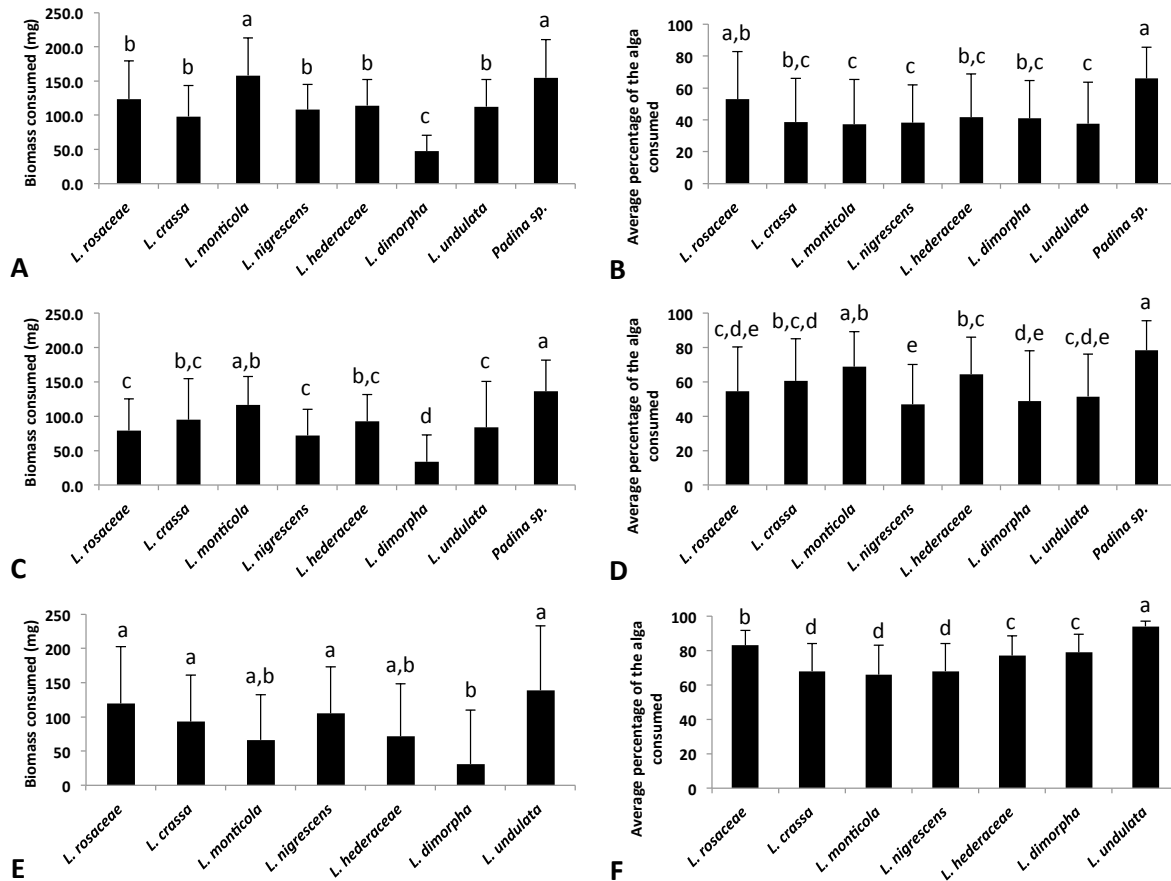 a
b
b
b
b
c
b
a
Biomass consumed (mg)
250.0
200.0
150.0
100.0
50.0
0.0
L. rosaceae
L. crassa
L. monticola
L. nigrescens
L. hederaceae
L. dimorpha
L. undulata
Padina sp.
A
a,b
b,c
c
c
b,c
b,c
c
a
Average percentage of the alga
consumed
100
80
60
40
20
0
L. rosaceae
L. crassa
L. monticola
L. nigrescens
L. hederaceae
L. dimorpha
L. undulata
Padina sp.
B
c
b,c
a,b
c
b,c
d
c
a
Biomass consumed (mg)
250.0
200.0
150.0
100.0
50.0
0.0
L. rosaceae
L. crassa
L. monticola
L. nigrescens
L. hederaceae
L. dimorpha
L. undulata
Padina sp.
C
c,d,e
b,c,d
a,b
e
b,c
d,e
c,d,e
a
Average percentage of the alga
consumed
100
80
60
40
20
0
L. rosaceae
L. crassa
L. monticola
L. nigrescens
L. hederaceae
L. dimorpha
L. undulata
Padina sp.
D
a
a
a,b
a
a,b
b
a
Biomass consumed (mg)
250
200
150
100
50
0
L. rosaceae
L. crassa
L. monticola
L. nigrescens
L. hederaceae
L. dimorpha
L. undulata
E
b
d
d
d
c
c
a
Average percentage of the alga
consumed
100
80
60
40
20
0
L. rosaceae
L. crassa
L. monticola
L. nigrescens
L. hederaceae
L. dimorpha
L. undulata
F